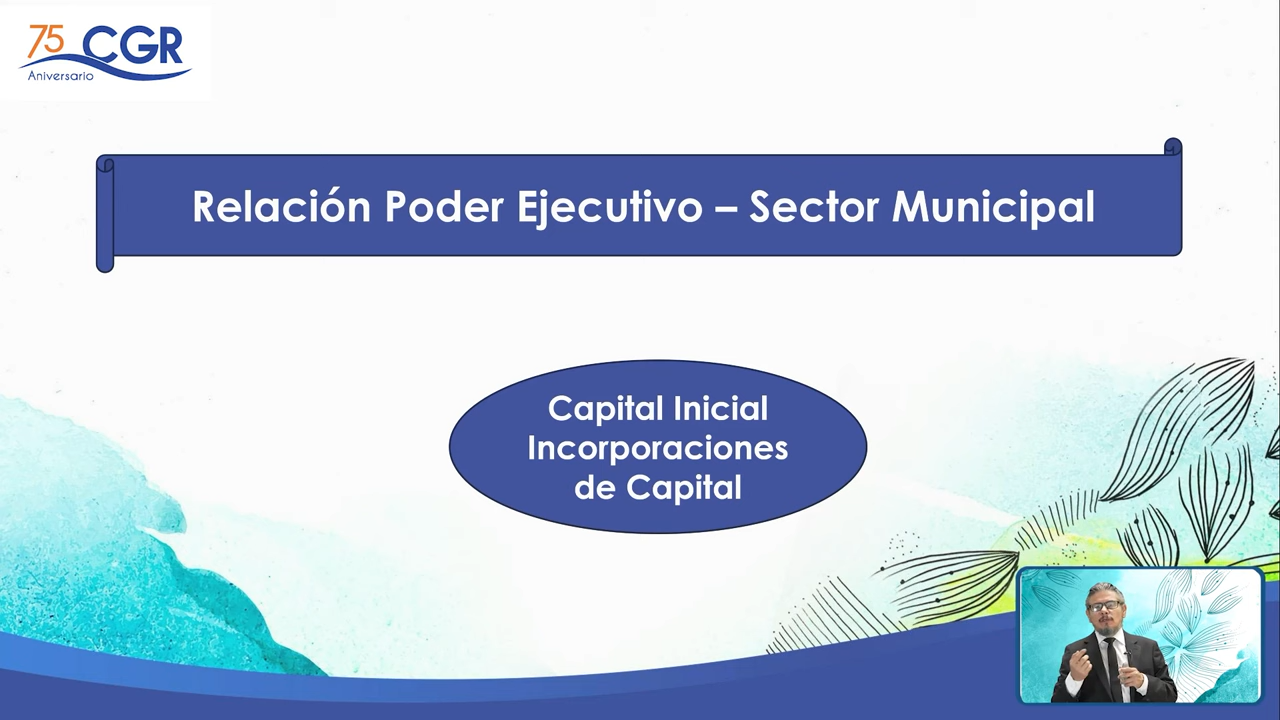 75 CGR
Aniversario
Relación Poder Ejecutivo – Sector Municipal
Capital Inicial
Incorporaciones
de Capital